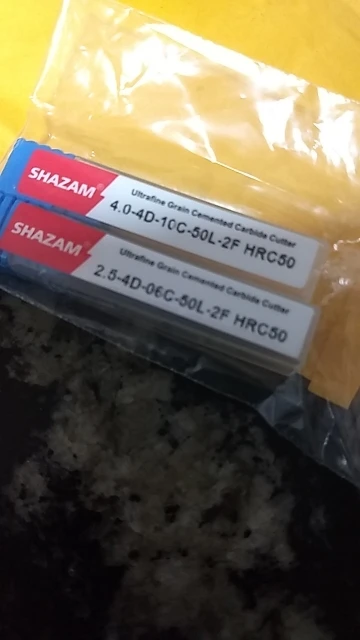 SHAZAM®
Ultrafine Grain Cemented Carbide Cutter
4.0-4D-10C-50L-2F HRC50
SHAZAM®
Ultrafine Grain Cemented Carbide Cutter
2.5-4D-06C-50L-2F HRC50